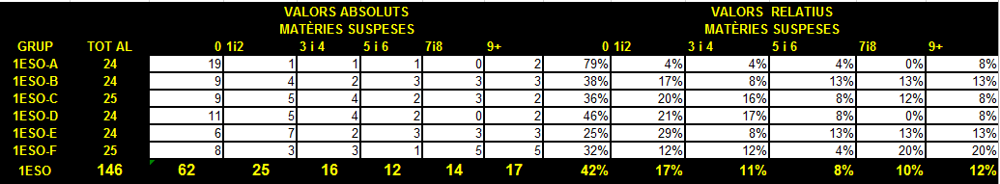 VALORS ABSOLUTS VALORS RELATIUS
MATÈRIES SUSPESES MATÈRIES SUSPESES
GRUP TOT AL 0 1i2 3 i 4 5 i 6 7i8 9+ 0 1i2 3 i 4 5 i 6 7i8 9+
1ESO-A 24 19 1 1 1 0 2 79% 4% 4% 4% 0% 8%
1ESO-B 24 9 4 2 3 3 3 38% 17% 8% 13% 13% 13%
1ESO-C 25 9 5 4 2 3 2 36% 20% 16% 8% 12% 8%
1ESO-D 24 11 5 4 2 0 2 46% 21% 17% 8% 0% 8%
1ESO-E 24 6 7 2 3 3 3 25% 29% 8% 13% 13% 13%
1ESO-F 25 8 3 3 1 5 5 32% 12% 12% 4% 20% 20%
1ESO 146 62 25 16 12 14 17 42% 17% 11% 8% 10% 12%